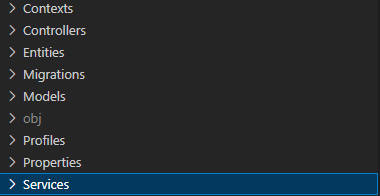 Contexts
Controllers
Entities
Migrations
Models
obj
Profiles
Properties
Services